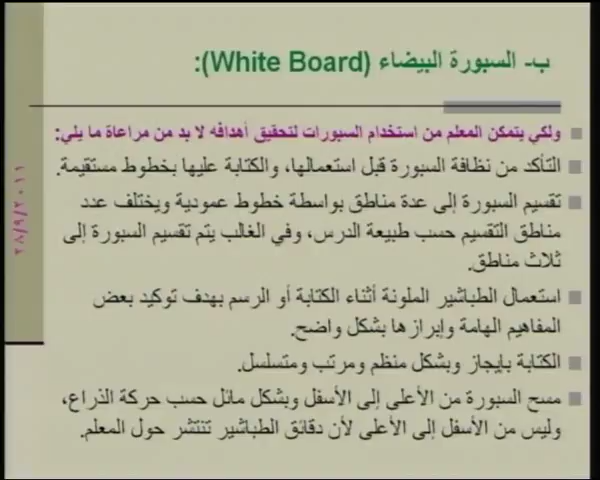 ب- السبورة البيضاء (White Board):
ولكي يتمكن المعلم من استخدام السبورات لتحقيق أهدافه لا بد من مراعاة ما يلي:
التأكد من نظافة السبورة قبل استعمالها، والكتابة عليها بخطوط مستقيمة.
تقسيم السبورة إلى عدة مناطق بواسطة خطوط عمودية ويختلف عدد
مناطق التقسيم حسب طبيعة الدرس، وفي الغالب يتم تقسيم السبورة إلى
ثلاث مناطق.
استعمال الطباشير الملونة أثناء الكتابة أو الرسم بهدف توكيد بعض
المفاهيم الهامة وإبرازها بشكل واضح.
الكتابة بإيجاز وبشكل منظم ومرتب ومتسلسل.
مسح السبورة من الأعلى إلى الأسفل وبشكل مائل حسب حركة الذراع،
وليس من الأسفل إلى الأعلى لأن دقائق الطباشير تنتشر حول المعلم.
٢٨/٩/٢٠١١